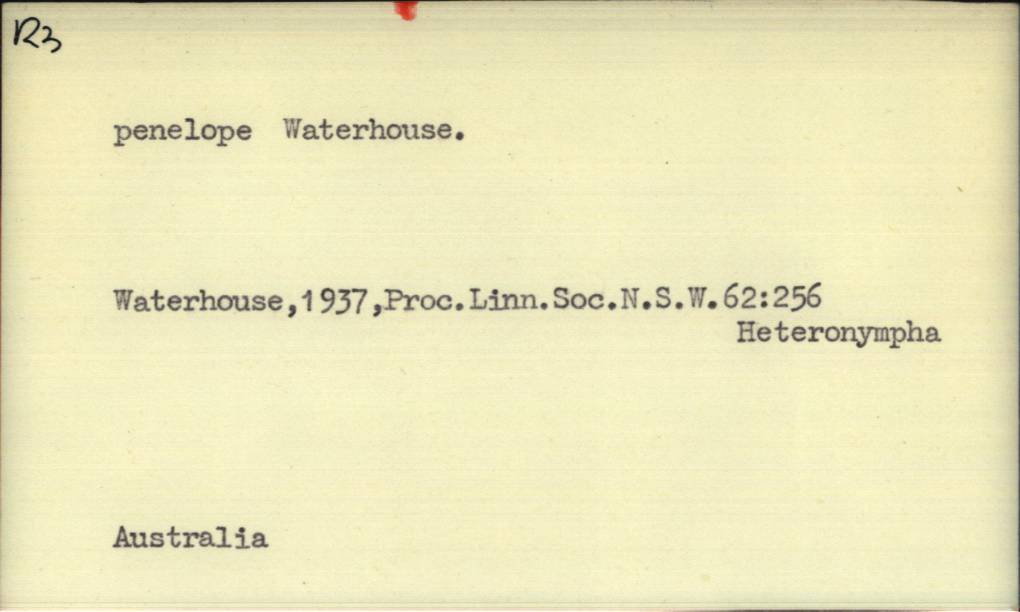 R3
penelope Waterhouse.
Waterhouse,1937,Proc.Linn.Soc.N.S.W.62:256
Heteronympha
Australia